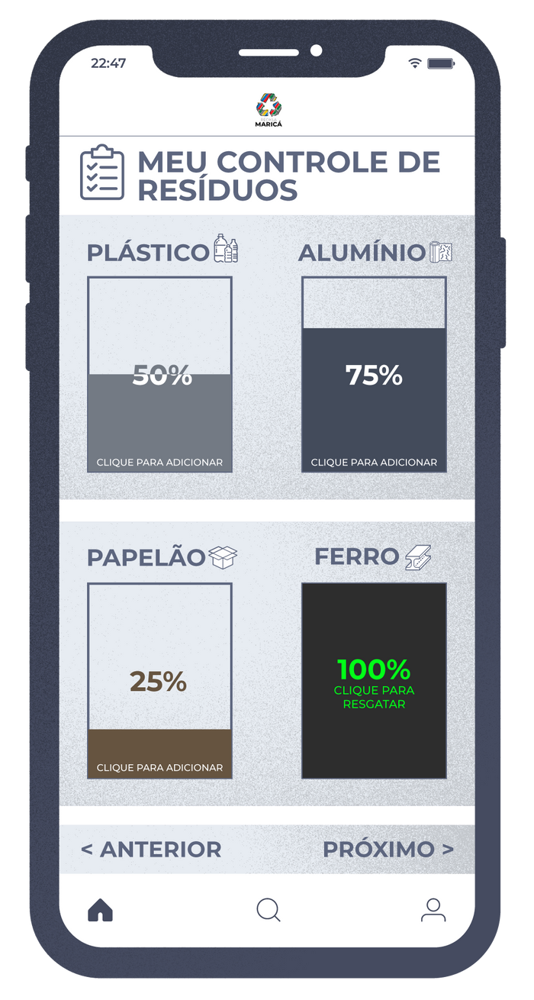 22:47
MARICÁ
MEU CONTROLE DE
RESÍDUOS
PLÁSTICO
ALUMÍNIO
50%
75%
CLIQUE PARA ADICIONAR
CLIQUE PARA ADICIONAR
PAPELÃO
FERRO
25%
100%
CLIQUE PARA
RESGATAR
CLIQUE PARA ADICIONAR
< ANTERIOR
PRÓXIMO >